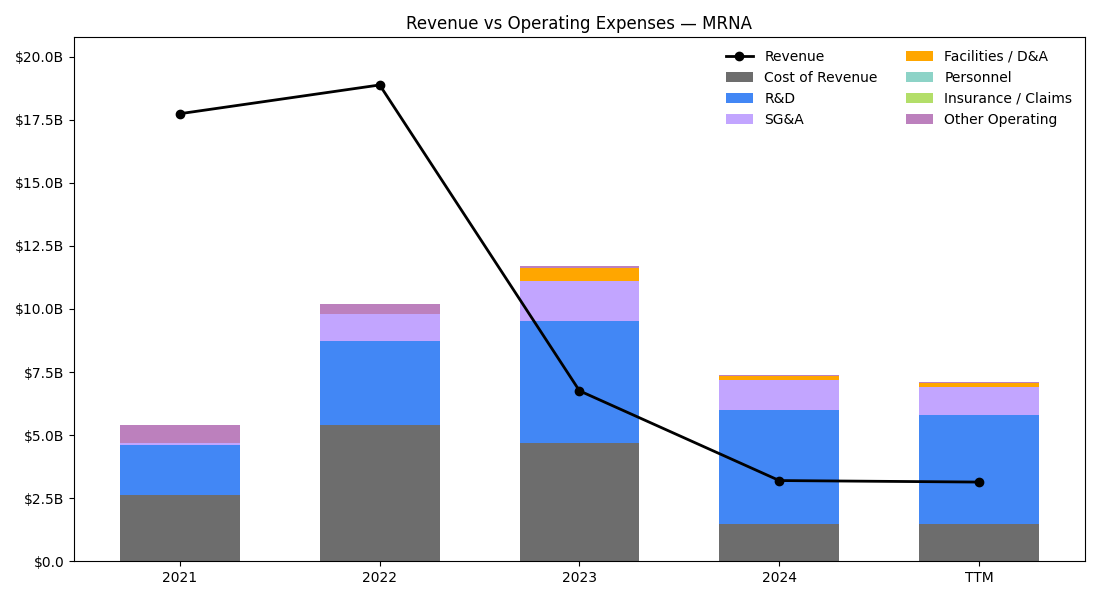 Revenue vs Operating Expenses — MRNA
$20.0B
$17.5B
$15.0B
$12.5B
$10.0B
$7.5B
$5.0B
$2.5B
$0.0
Revenue
Cost of Revenue
R&D
SG&A
Facilities / D&A
Personnel
Insurance / Claims
Other Operating
2021
2022
2023
2024
TTM